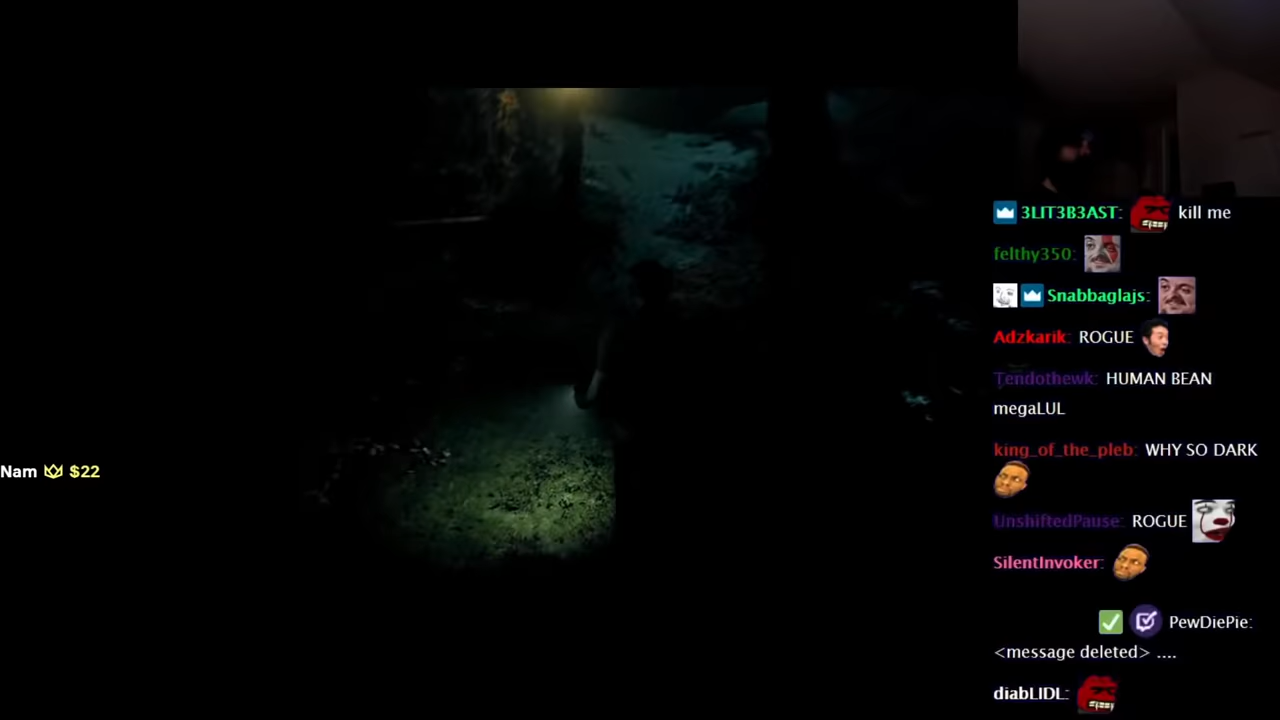 3LIT3B3AST: kill me
felthy350:
Snabbaglajs:
Adzkarik: ROGUE
Tendothewk: HUMAN BEAN
megaLUL
king_of_the_pleb: WHY SO DARK
Nam $22
UnshiftedPause: ROGUE
SilentInvoker:
PewDiePie:
<message deleted> ....
diabLIDL: